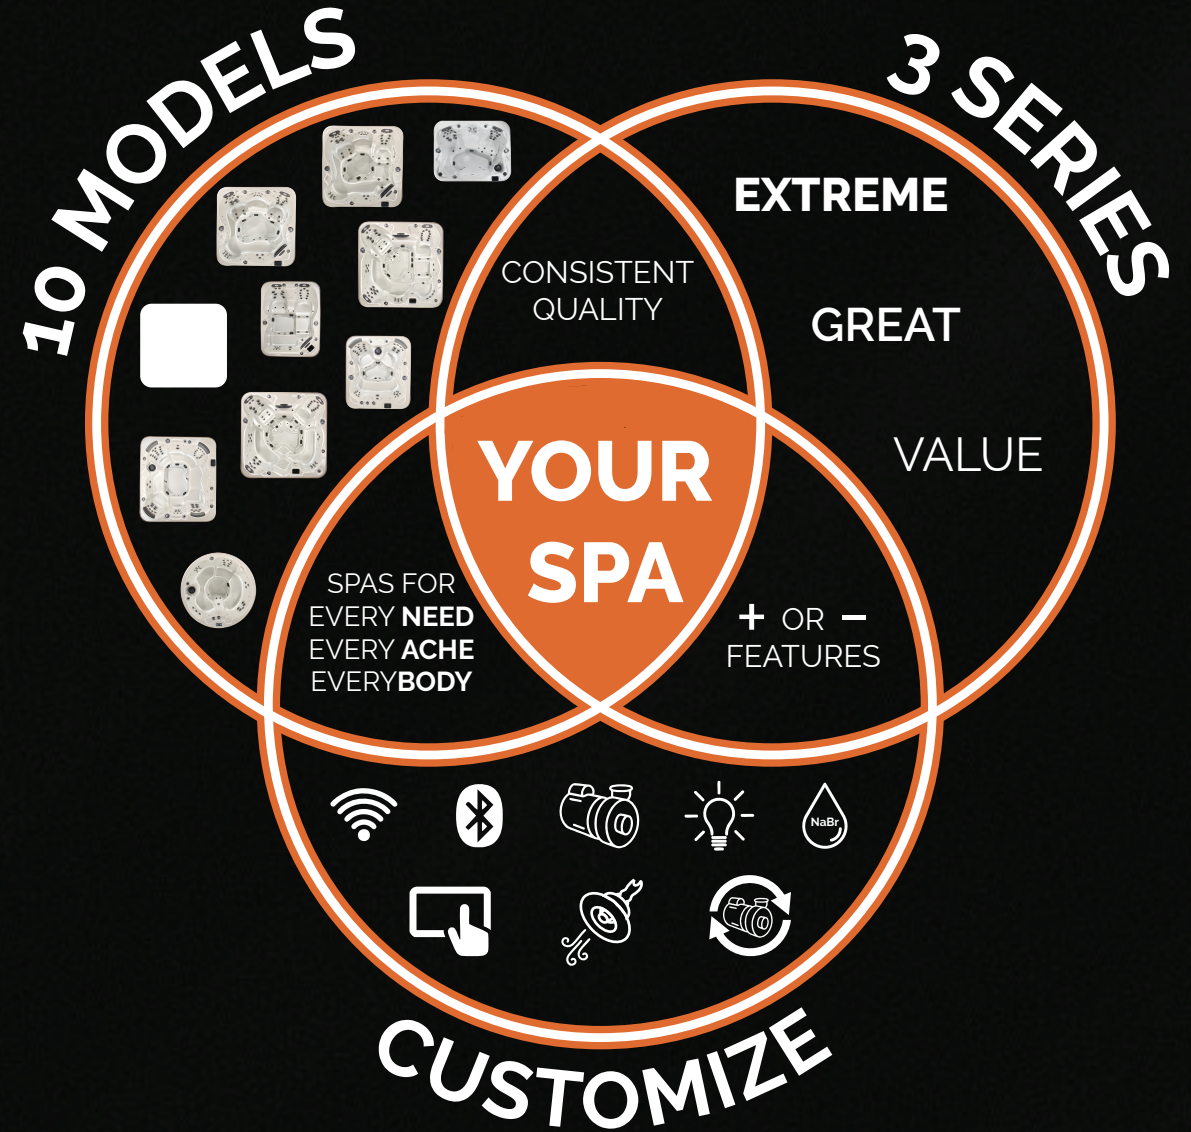 10 MODELS
3 SERIES
EXTREME
GREAT
VALUE
CONSISTENT
QUALITY
YOUR
SPA
SPAS FOR
EVERY NEED
EVERY ACHE
EVERYBODY
+ OR −
FEATURES
NaBr
CUSTOMIZE